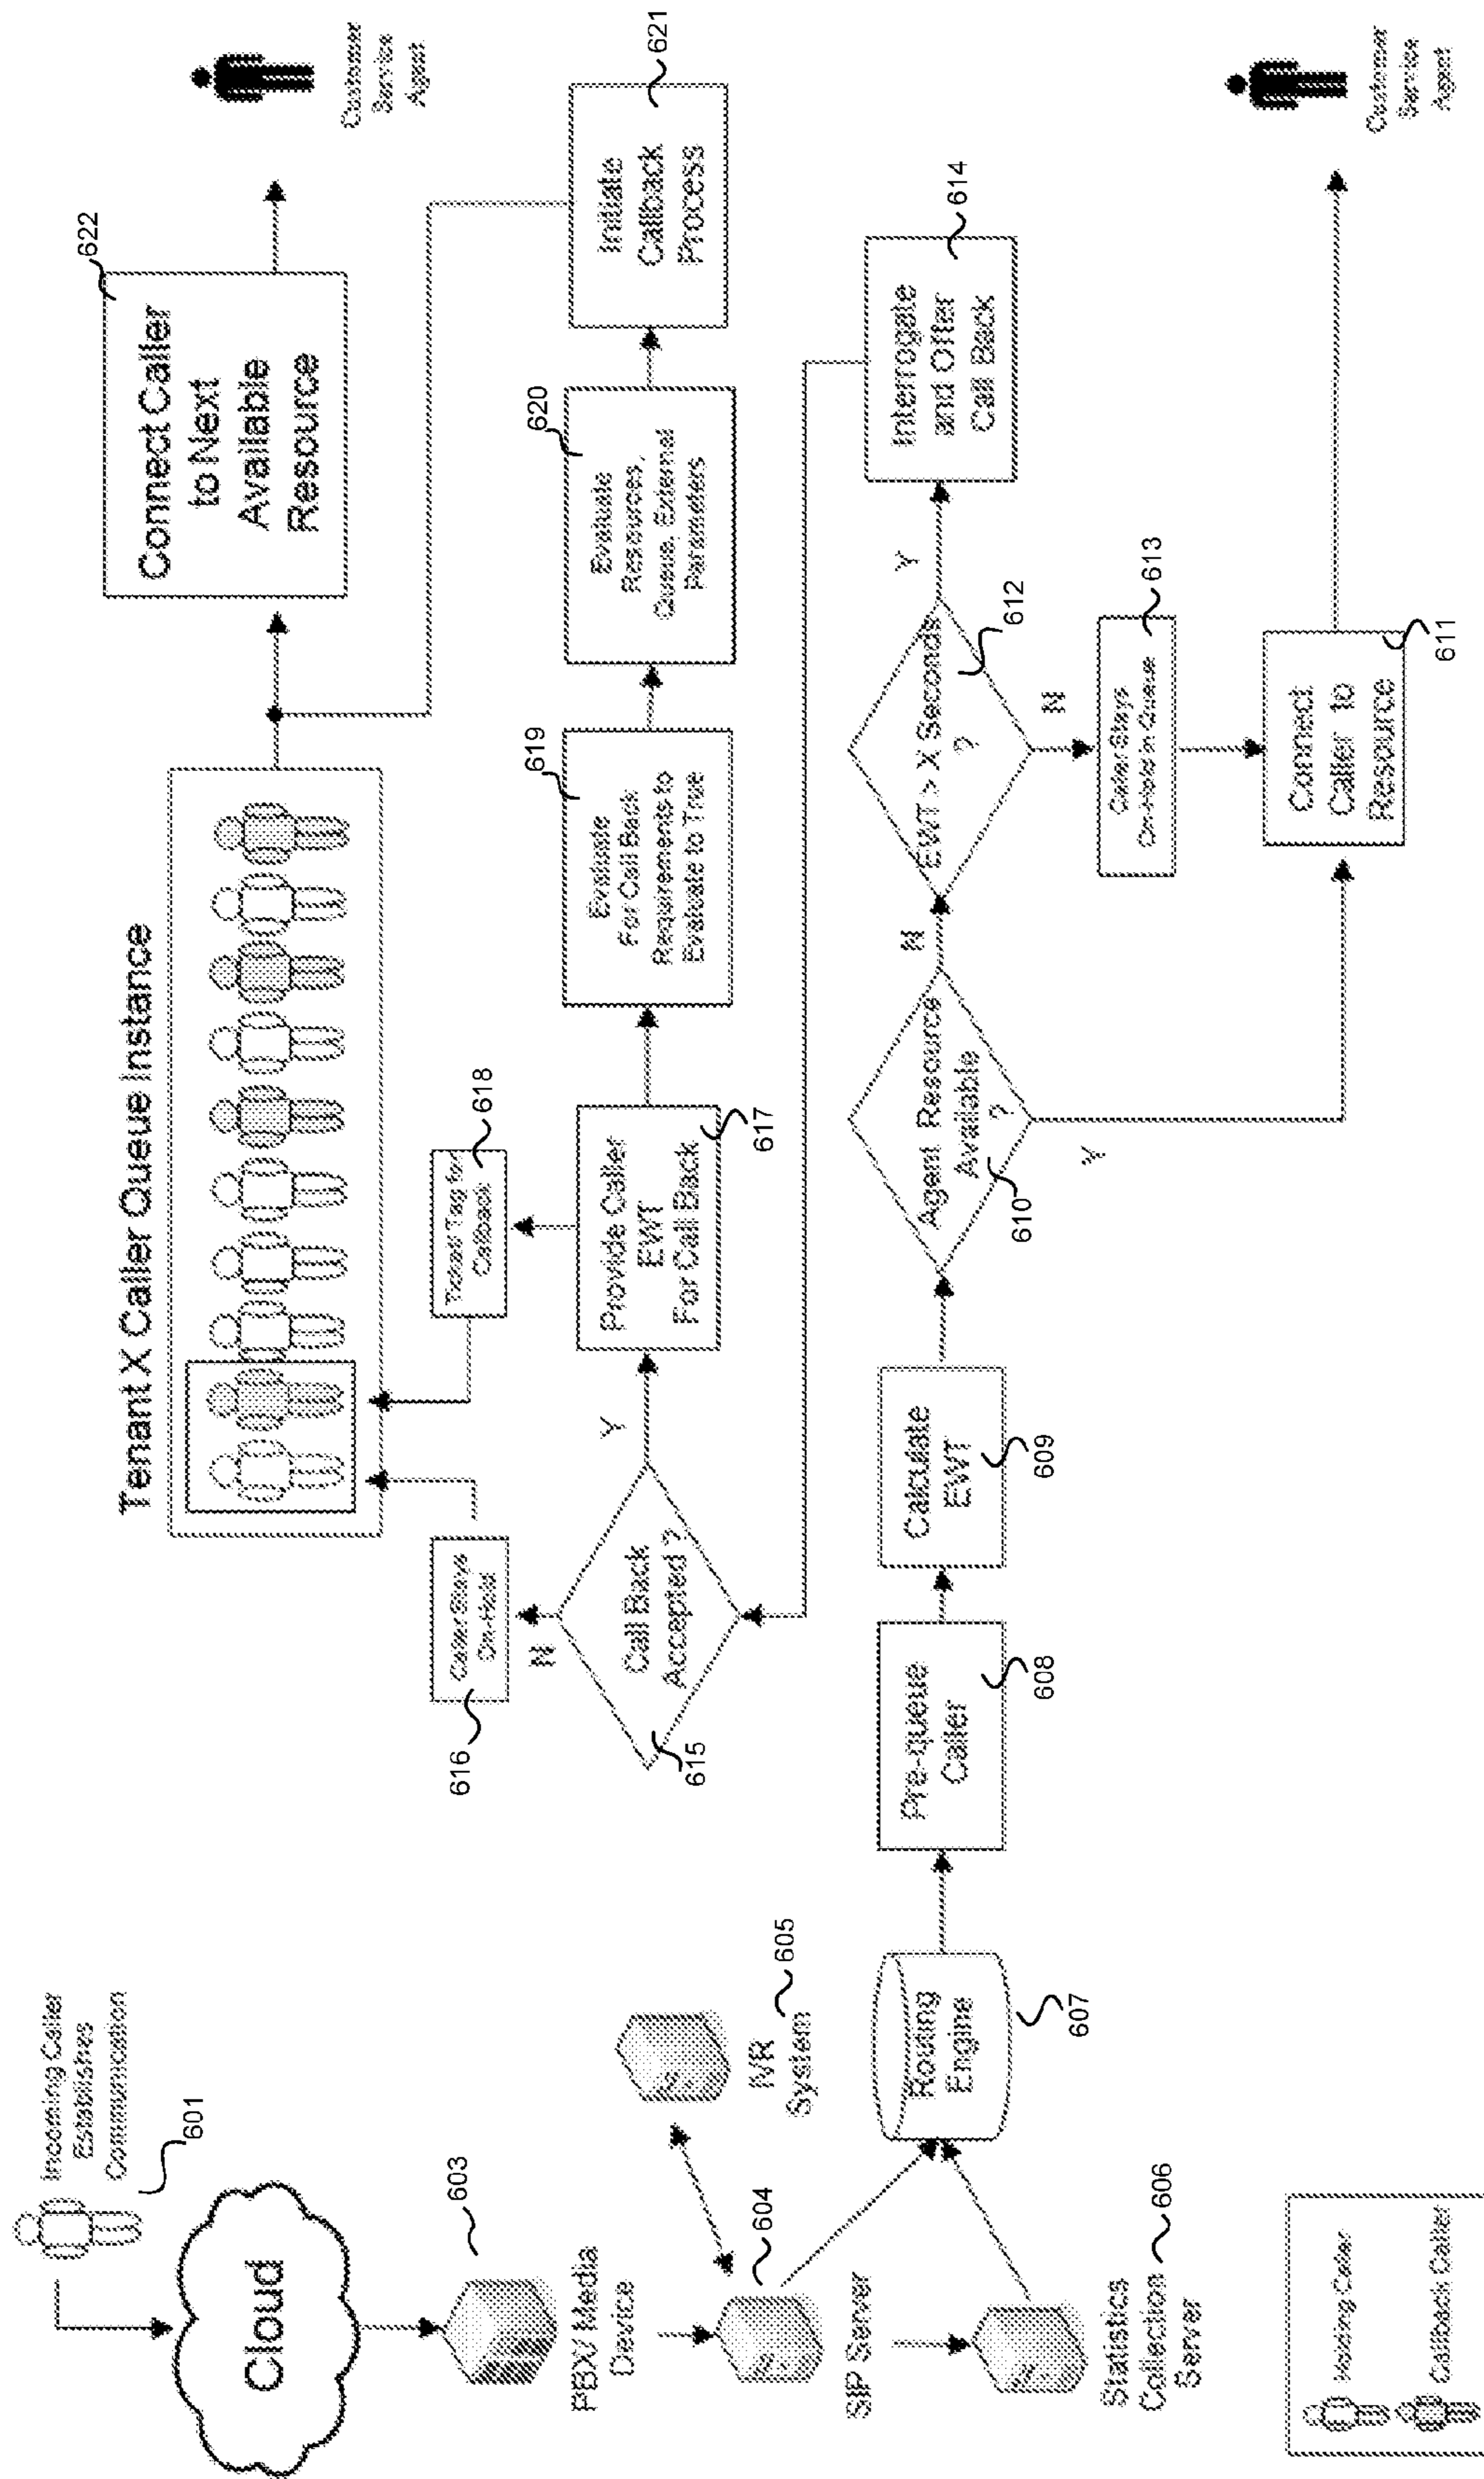 Incoming Caller
Establishes
Communication
601
Cloud
603
PBX/Media
Device
604
SIP Server
IVR
System
605
Statistics
Collection
Server
606
Routing
Engine
607
Holding Caller
Callback Caller
Pre-queue
Caller
608
Calculate
EWT
609
Agent Resource
Available
?
610
N
Y
EWT > X Seconds
?
612
Y
N
Caller Stays
On-Hold in Queue
613
Connect
Caller to
Resource
611
Interrogate
and Offer
Call Back
614
Customer
Service
Agent
Call Back
Accepted ?
615
N
Y
Caller Stays
On-Hold
616
Provide Caller
EWT
For Call Back
617
Ticket/ Tag for
Callback
618
Evaluate
For Call Back
Requirements to
Evaluate to True
619
Evaluate
Resources,
Queue, External
Parameters
620
Initiate
Callback
Process
621
Tenant X Caller Queue Instance
Connect Caller
to Next
Available
Resource
622
Customer
Service
Agent